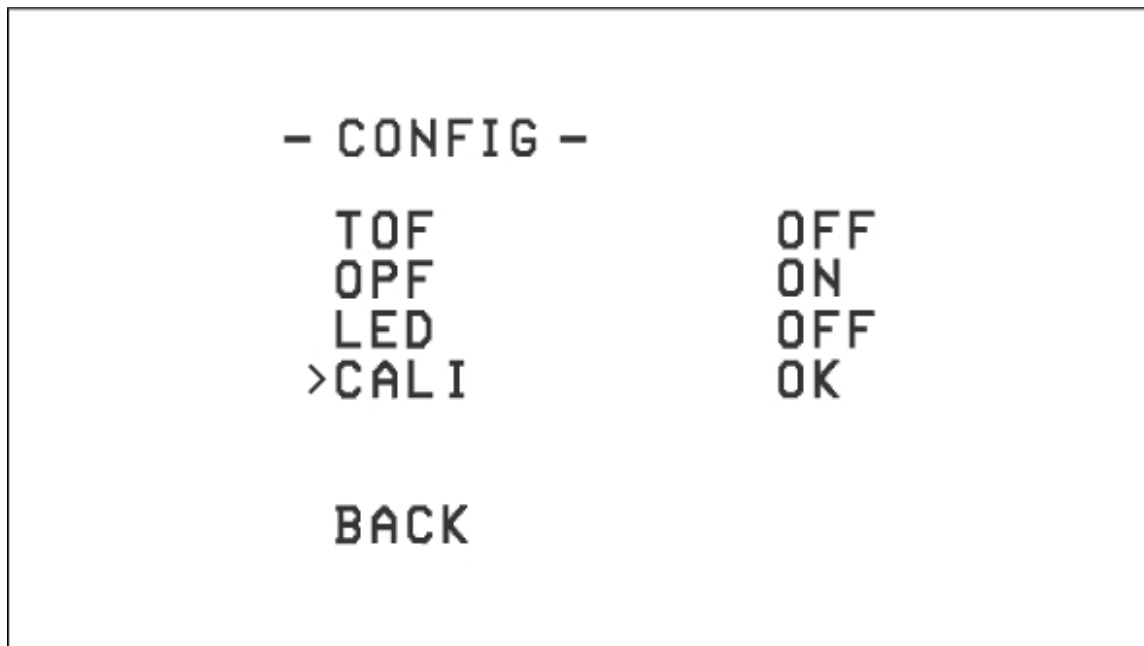 - CONFIG -
TOF OFF
OPF ON
LED OFF
>CALI OK
BACK